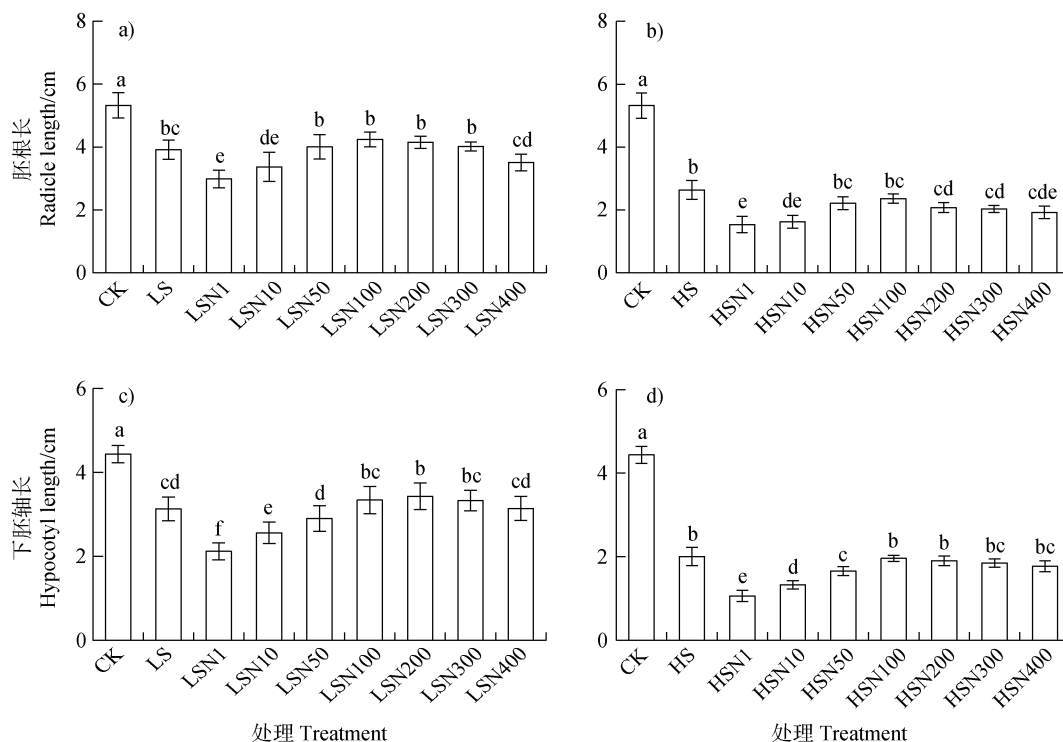 a)
胚根长
Radicle length/cm
8
6
4
2
0
a
bc
e
de
b
b
b
b
cd
CK
LS
LSN1
LSN10
LSN50
LSN100
LSN200
LSN300
LSN400
b)
8
6
4
2
0
a
b
e
de
bc
bc
cd
cd
cde
CK
HS
HSN1
HSN10
HSN50
HSN100
HSN200
HSN300
HSN400
c)
下胚轴长
Hypocotyl length/cm
6
4
2
0
a
cd
f
e
d
bc
b
bc
cd
CK
LS
LSN1
LSN10
LSN50
LSN100
LSN200
LSN300
LSN400
处理 Treatment
d)
6
4
2
0
a
b
e
d
c
b
b
bc
bc
CK
HS
HSN1
HSN10
HSN50
HSN100
HSN200
HSN300
HSN400
处理 Treatment